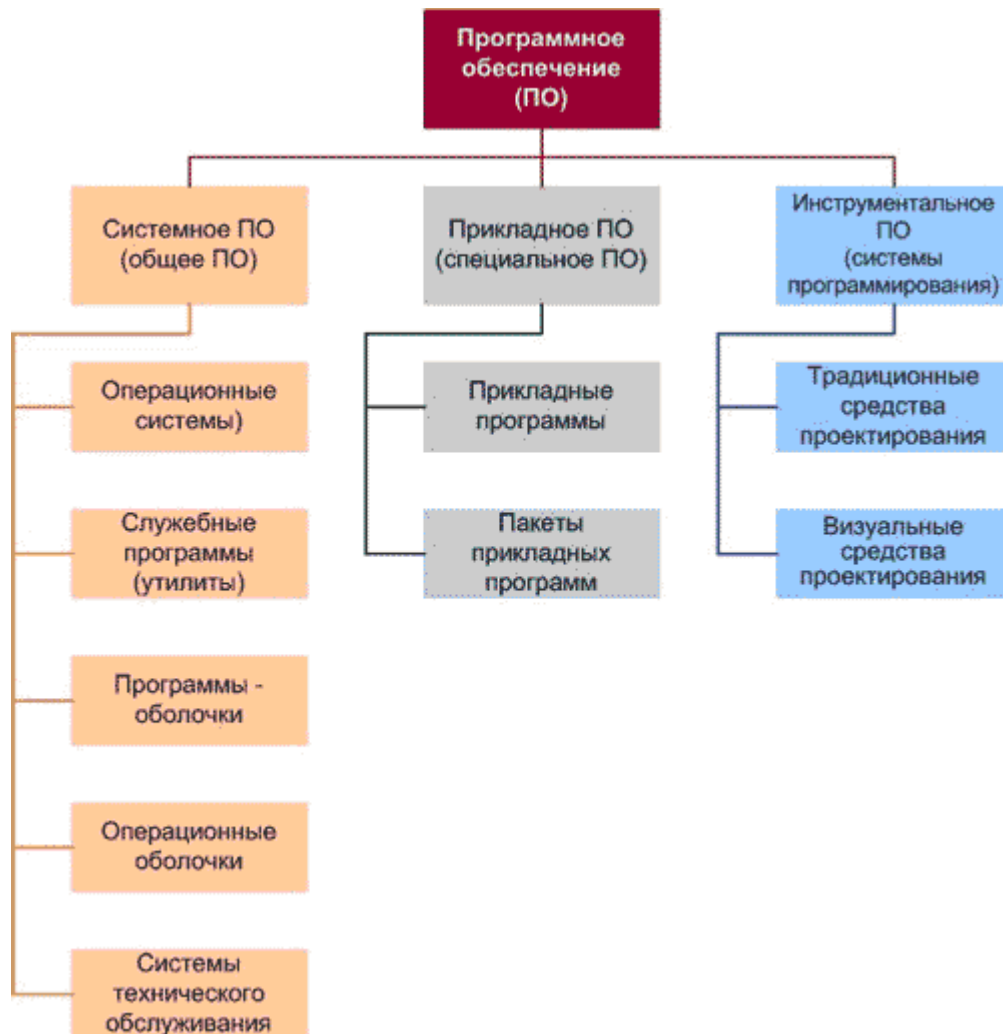 Программное
обеспечение
(ПО)
Системное ПО
(общее ПО)
Операционные
системы)
Служебные
программы
(утилиты)
Программы -
оболочки
Операционные
оболочки
Системы
технического
обслуживания
Прикладное ПО
(специальное ПО)
Прикладные
программы
Пакеты
прикладных
программ
Инструментальное
ПО
(системы
программирования)
Традиционные
средства
проектирования
Визуальные
средства
проектирования